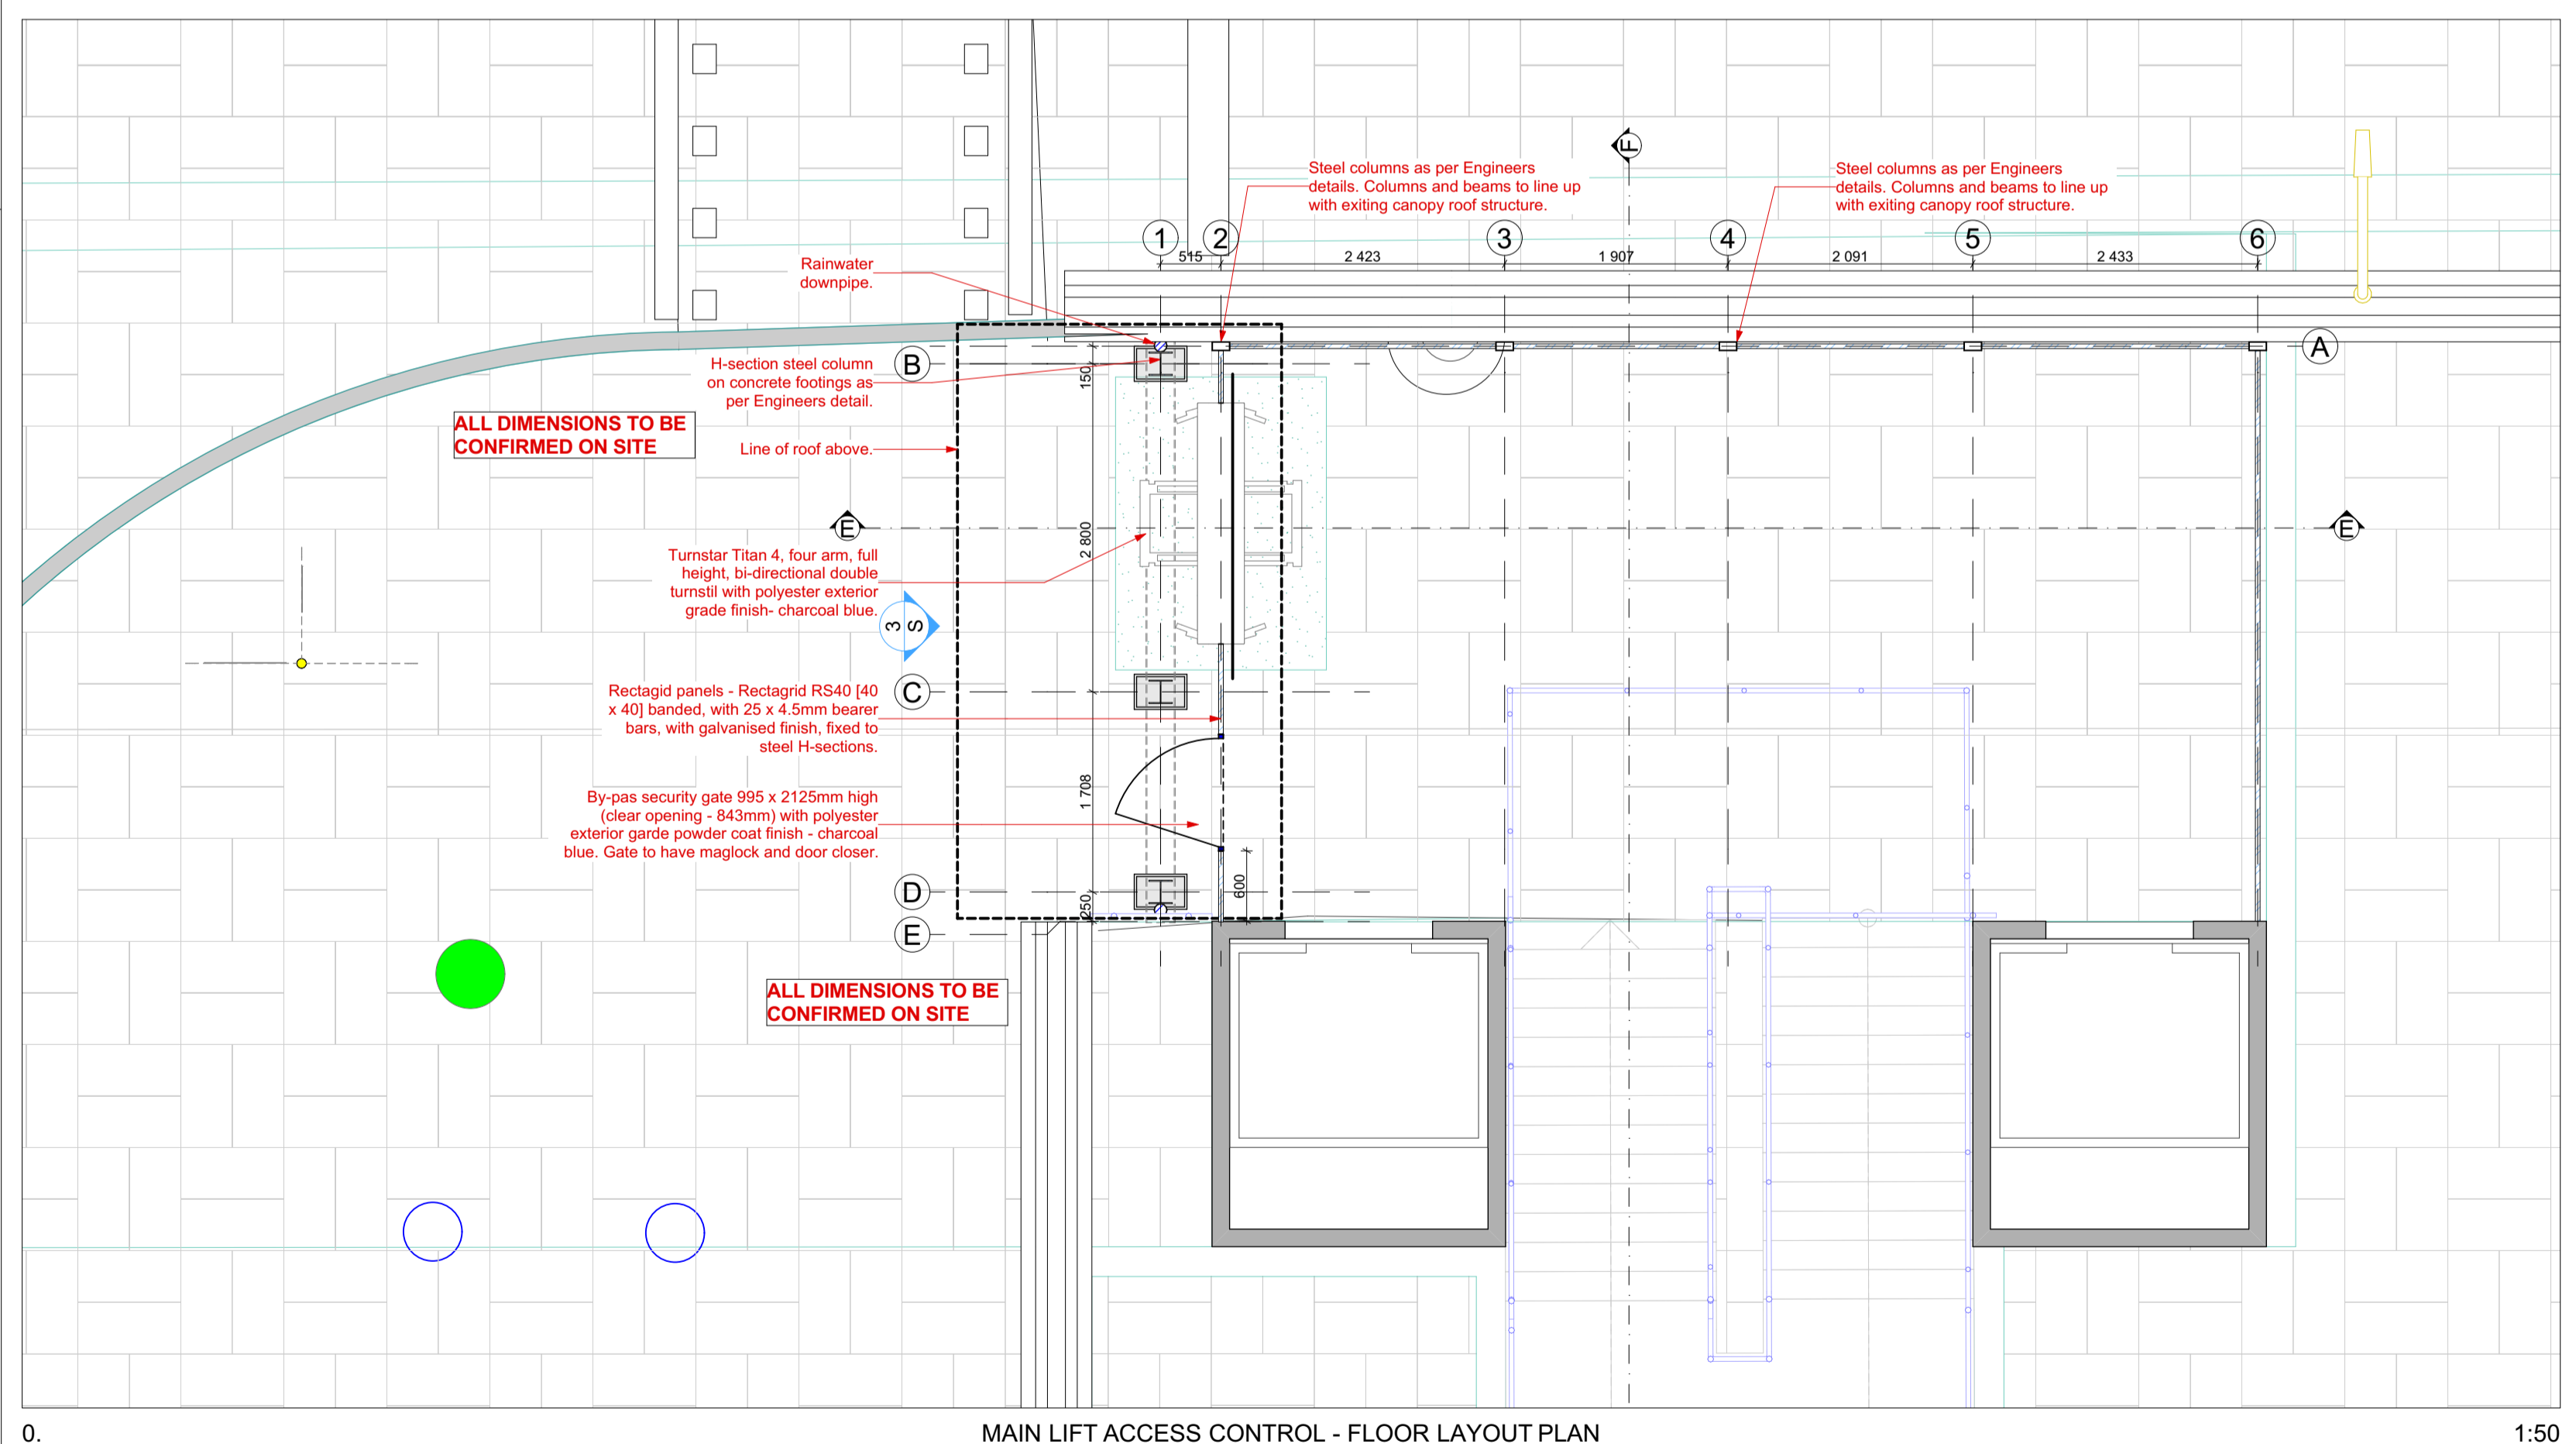 F
Steel columns as per Engineers
details. Columns and beams to line up
with exiting canopy roof structure.
Steel columns as per Engineers
details. Columns and beams to line up
with exiting canopy roof structure.
1
2
3
4
5
6
515
2 423
1 907
2 091
2 433
Rainwater
downpipe.
A
B
H-section steel column
on concrete footings as
per Engineers detail.
150
ALL DIMENSIONS TO BE
CONFIRMED ON SITE
Line of roof above.
E
E
2 800
Turnstar Titan 4, four arm, full
height, bi-directional double
turnstil with polyester exterior
grade finish- charcoal blue.
3
S
C
Rectagid panels - Rectagrid RS40 [40
x 40] banded, with 25 x 4.5mm bearer
bars, with galvanised finish, fixed to
steel H-sections.
1 708
By-pas security gate 995 x 2125mm high
(clear opening - 843mm) with polyester
exterior garde powder coat finish - charcoal
blue. Gate to have maglock and door closer.
D
600
250
E
ALL DIMENSIONS TO BE
CONFIRMED ON SITE
0.
MAIN LIFT ACCESS CONTROL - FLOOR LAYOUT PLAN
1:50